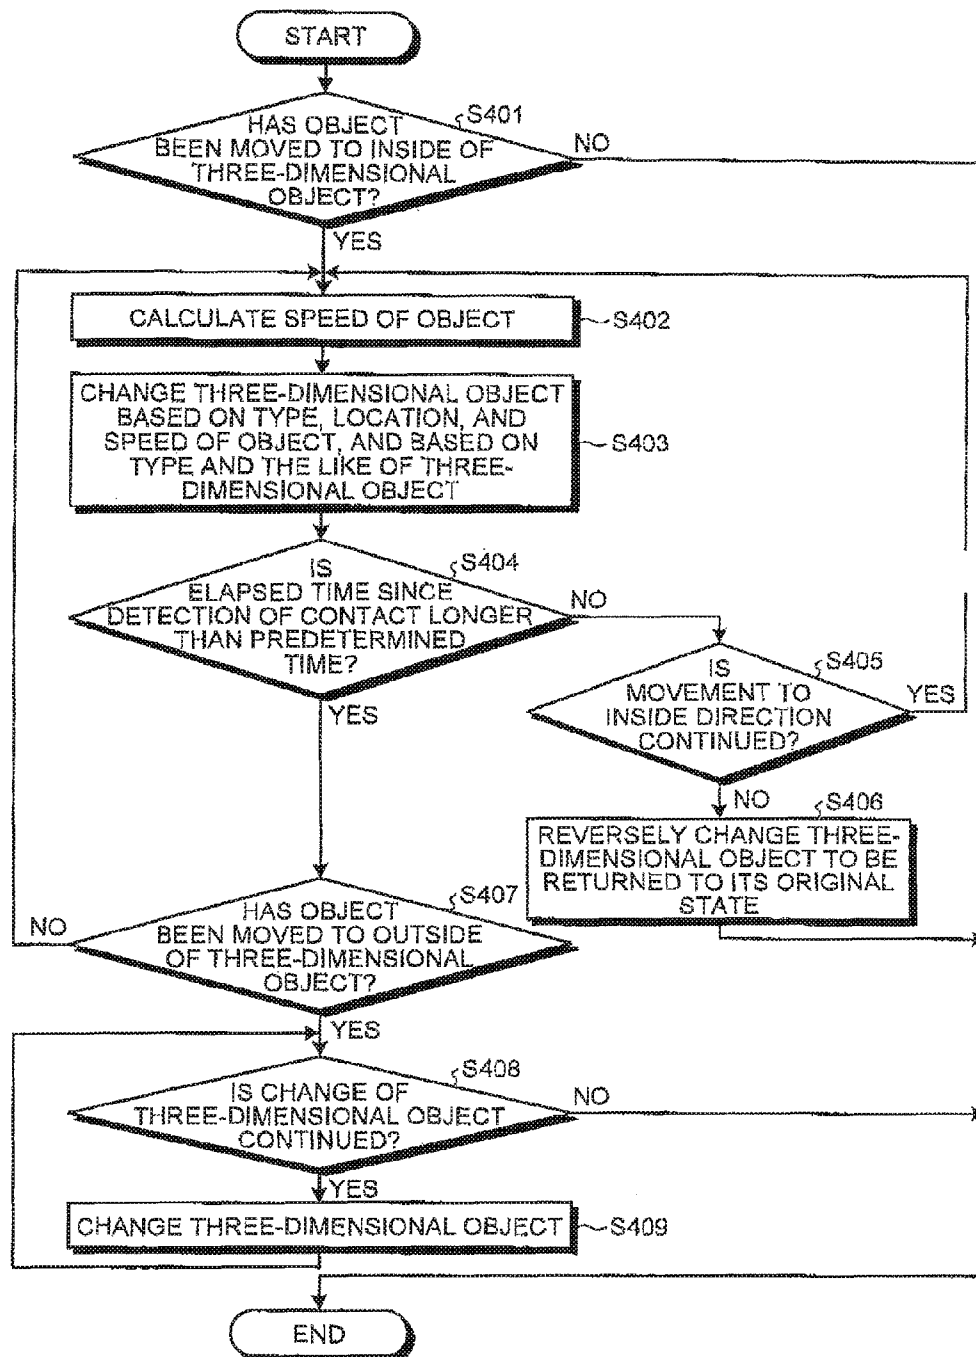 START
S401
HAS OBJECT
BEEN MOVED TO INSIDE OF
THREE-DIMENSIONAL
OBJECT?
NO
YES
CALCULATE SPEED OF OBJECT
S402
CHANGE THREE-DIMENSIONAL OBJECT
BASED ON TYPE, LOCATION, AND
SPEED OF OBJECT, AND BASED ON
TYPE AND THE LIKE OF THREE-
DIMENSIONAL OBJECT
S403
S404
IS
ELAPSED TIME SINCE
DETECTION OF CONTACT LONGER
THAN PREDETERMINED
TIME?
NO
YES
S405
IS
MOVEMENT TO
INSIDE DIRECTION
CONTINUED?
YES
NO
S406
REVERSELY CHANGE THREE-
DIMENSIONAL OBJECT TO BE
RETURNED TO ITS ORIGINAL
STATE
S407
HAS OBJECT
BEEN MOVED TO OUTSIDE
OF THREE-DIMENSIONAL
OBJECT?
NO
YES
S408
IS CHANGE OF
THREE-DIMENSIONAL OBJECT
CONTINUED?
NO
YES
CHANGE THREE-DIMENSIONAL OBJECT
S409
END